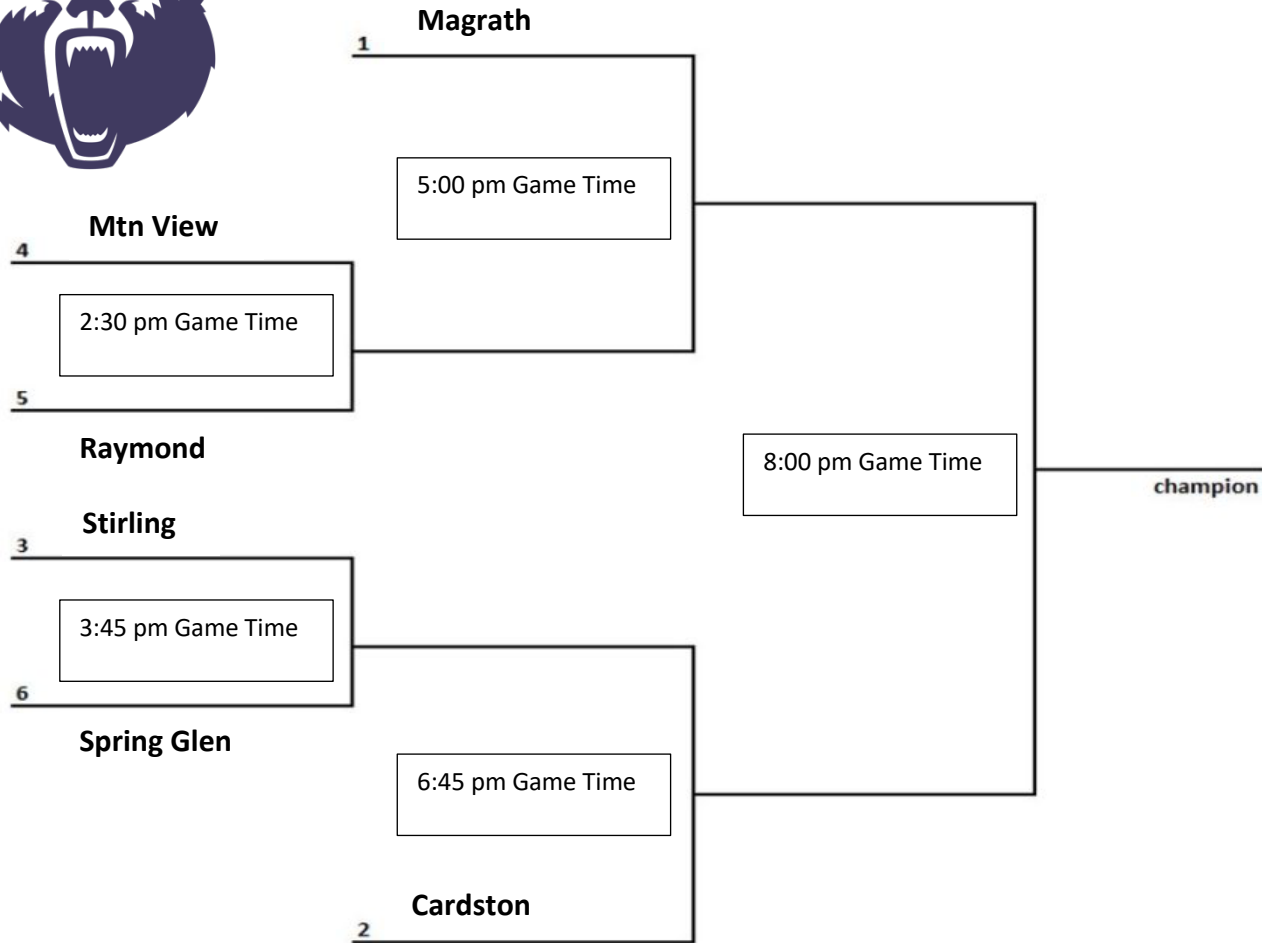 Magrath
1
5:00 pm Game Time
Mtn View
4
2:30 pm Game Time
5
Raymond
8:00 pm Game Time
champion
Stirling
3
3:45 pm Game Time
6
Spring Glen
6:45 pm Game Time
Cardston
2